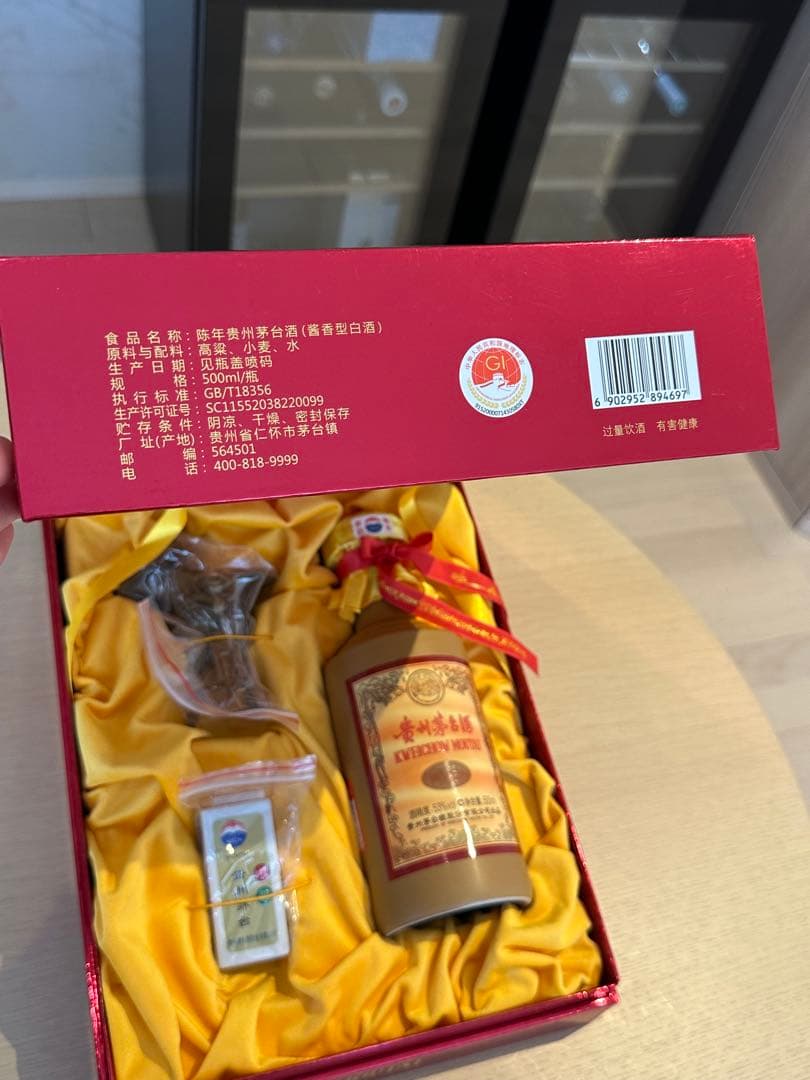 食品名称：陈年贵州茅台酒(酱香型白酒)
原料与配料：高粱、小麦、水
生产日期：见瓶盖喷码
规格：500ml/瓶
执行标准：GB/T18356
生产许可证号：SC11552038220099
贮存条件：阴凉、干燥、密封保存
厂址(产地)：贵州省仁怀市茅台镇
邮编：564501
电话：400-818-9999
GI
6 902952 894697
过量饮酒 有害健康
贵州茅台酒
KWEICHOW MOUTAI
贵州茅台